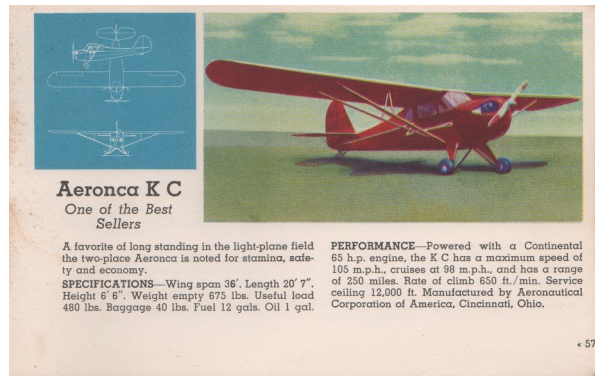 Aeronca K C
One of the Best
Sellers
A favorite of long standing in the light-plane field
the two-place Aeronca is noted for stamina, safe-
ty and economy.
SPECIFICATIONS—Wing span 36′. Length 20′ 7″.
Height 6′ 6″. Weight empty 675 lbs. Useful load
480 lbs. Baggage 40 lbs. Fuel 12 gals. Oil 1 gal.
PERFORMANCE—Powered with a Continental
65 h.p. engine, the K C has a maximum speed of
105 m.p.h., cruises at 98 m.p.h., and has a range
of 250 miles. Rate of climb 650 ft./min. Service
ceiling 12,000 ft. Manufactured by Aeronautical
Corporation of America, Cincinnati, Ohio.
57